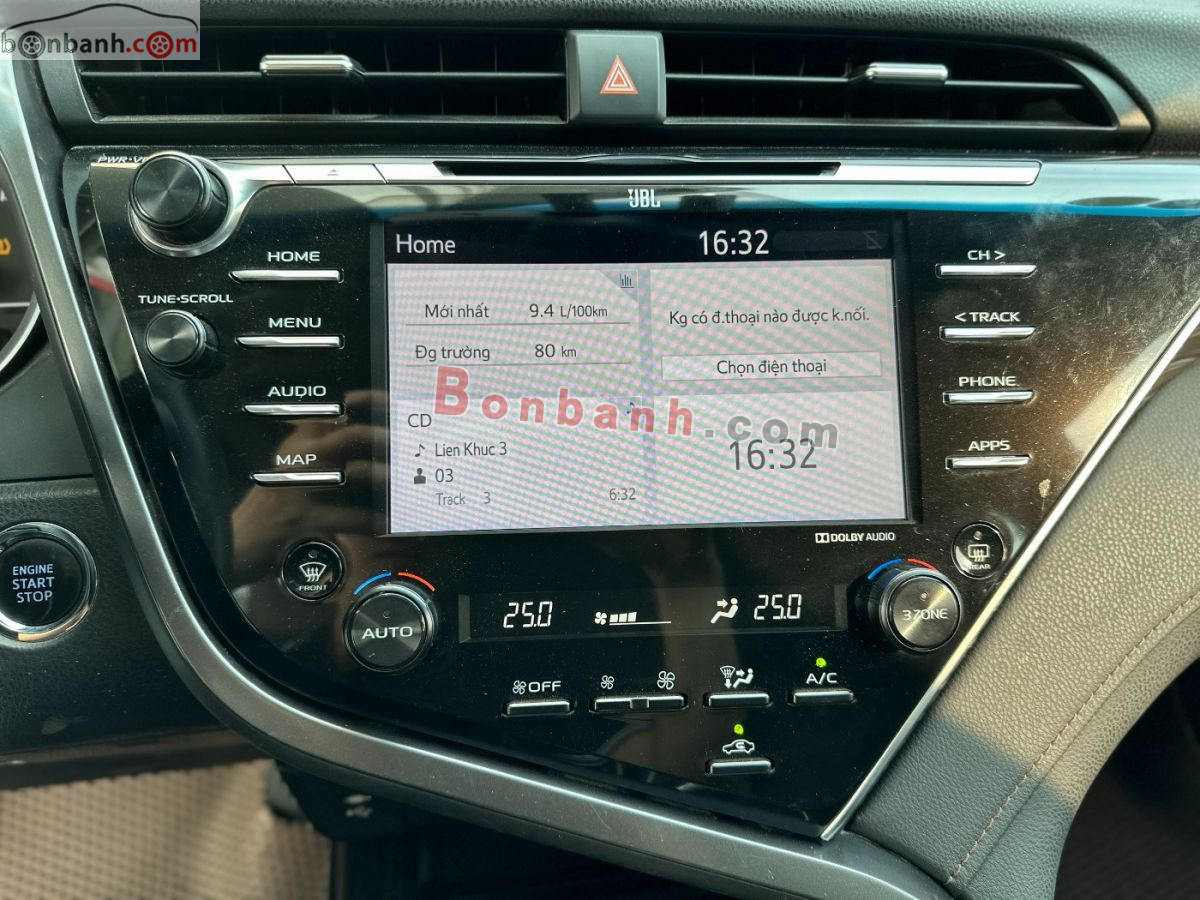 bonbanh.com
PWR•VOL
JBL
Home 16:32
HOME
TUNE•SCROLL
MENU
AUDIO
MAP
Mới nhất 9.4 L/100km
Đg trường 80 km
Kg có đ.thoại nào được k.nối.
Chọn điện thoại
Bonbanh.com
CD
Lien Khuc 3
03
Track 3 6:32
16:32
CH >
< TRACK
PHONE
APPS
DOLBY AUDIO
ENGINE
START
STOP
FRONT
REAR
AUTO
25.0
25.0
3 ZONE
OFF
A/C